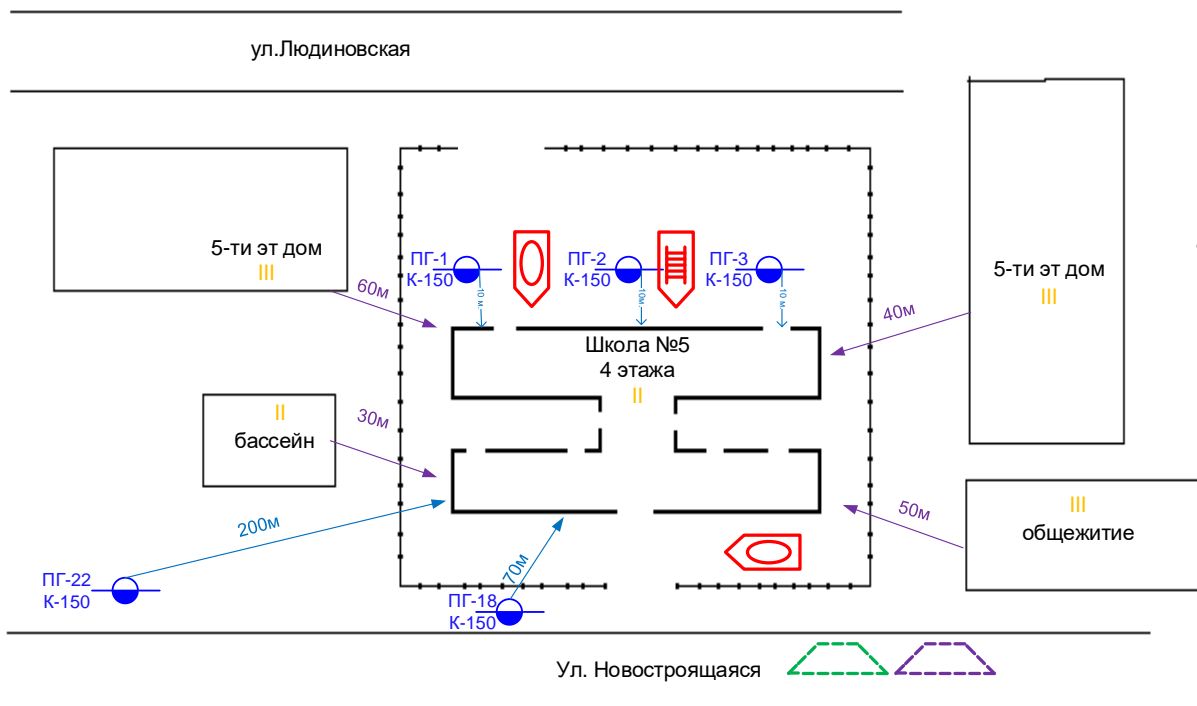 ул.Людиновская
5-ти эт дом
III
ПГ-1
К-150
10 м
ПГ-2
К-150
10м
ПГ-3
К-150
10 м
5-ти эт дом
III
60м
40м
Школа №5
4 этажа
II
II
бассейн
30м
200м
70м
50м
III
общежитие
ПГ-22
К-150
ПГ-18
К-150
Ул. Новостроящаяся